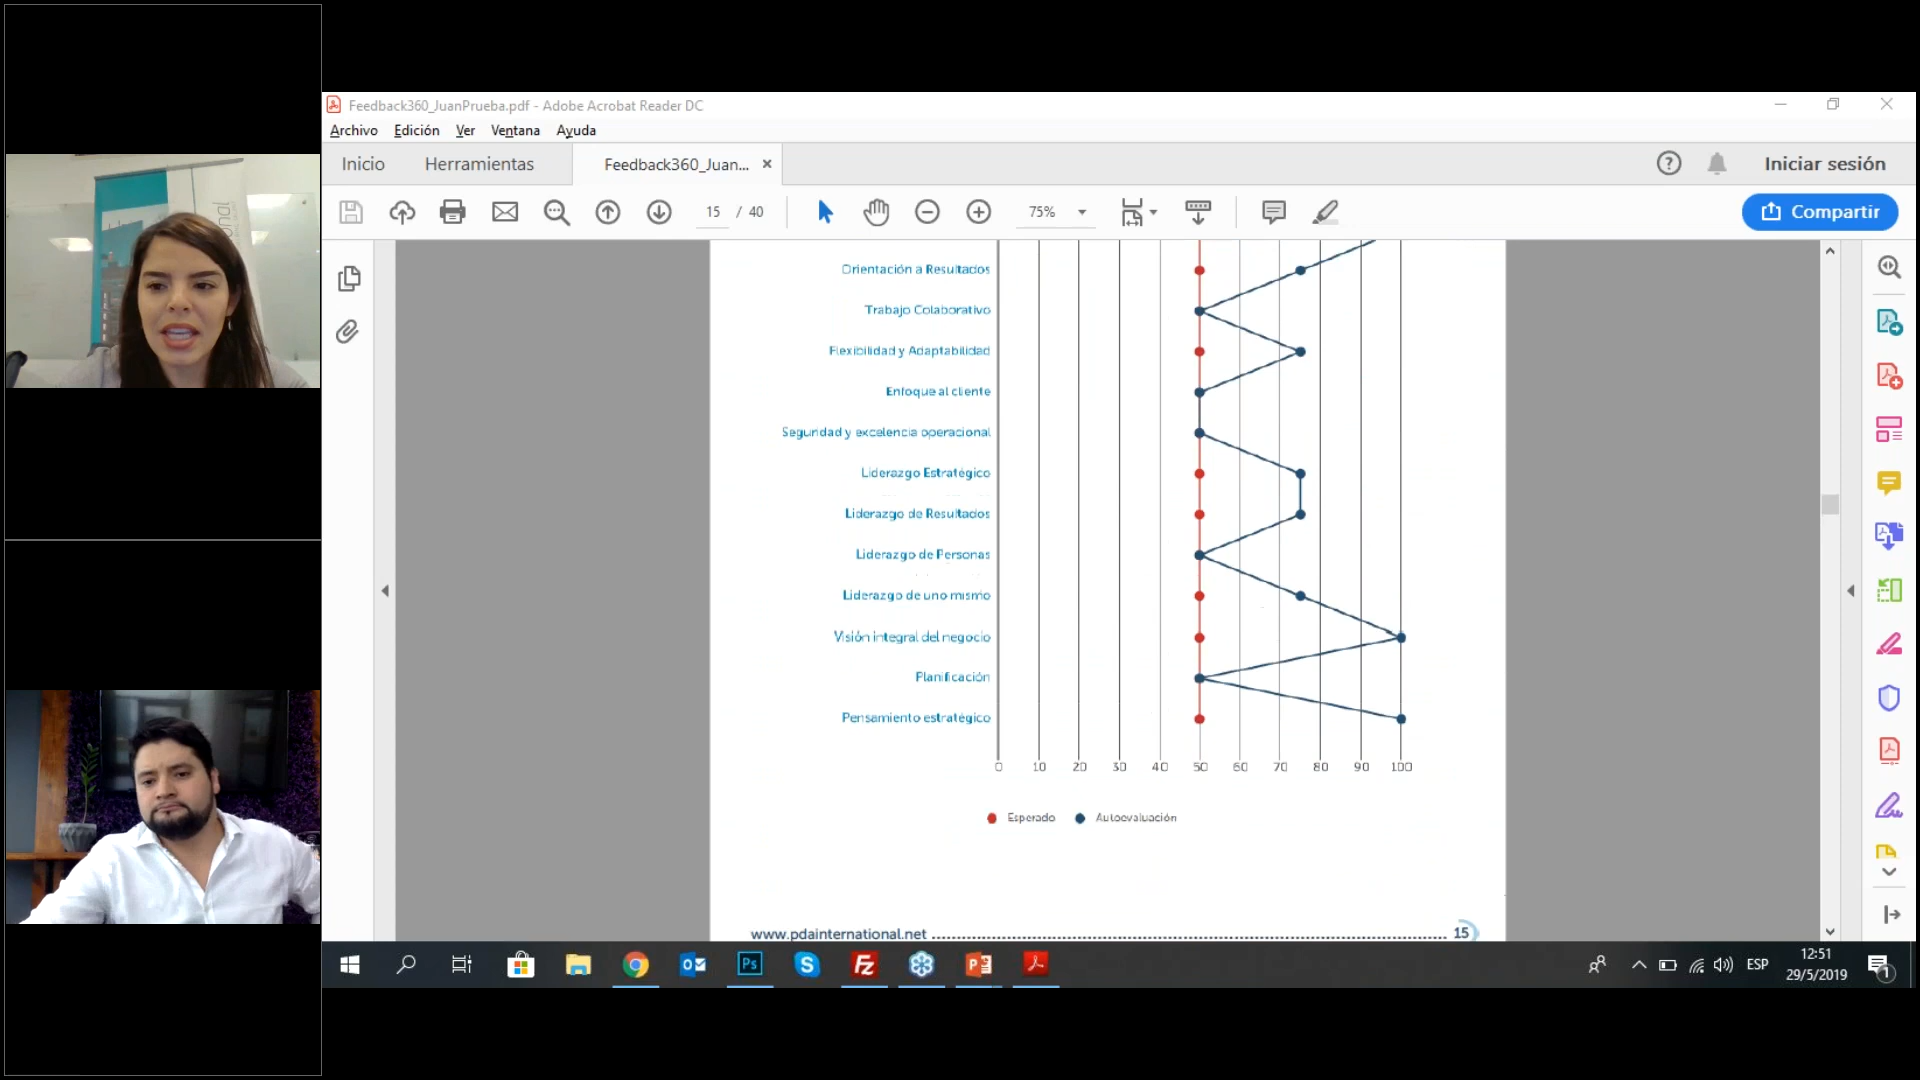 Feedback360_JuanPrueba.pdf - Adobe Acrobat Reader DC
Archivo Edición Ver Ventana Ayuda
Inicio Herramientas Feedback360_Juan... × Iniciar sesión
15 / 40 75% Compartir
Orientación a Resultados
Trabajo Colaborativo
Flexibilidad y Adaptabilidad
Enfoque al cliente
Seguridad y excelencia operacional
Liderazgo Estratégico
Liderazgo de Resultados
Liderazgo de Personas
Liderazgo de uno mismo
Visión integral del negocio
Planificación
Pensamiento estratégico
0 10 20 30 40 50 60 70 80 90 100
Esperado Autoevaluación
www.pdainternational.net 15
ESP 12:51
29/5/2019 1